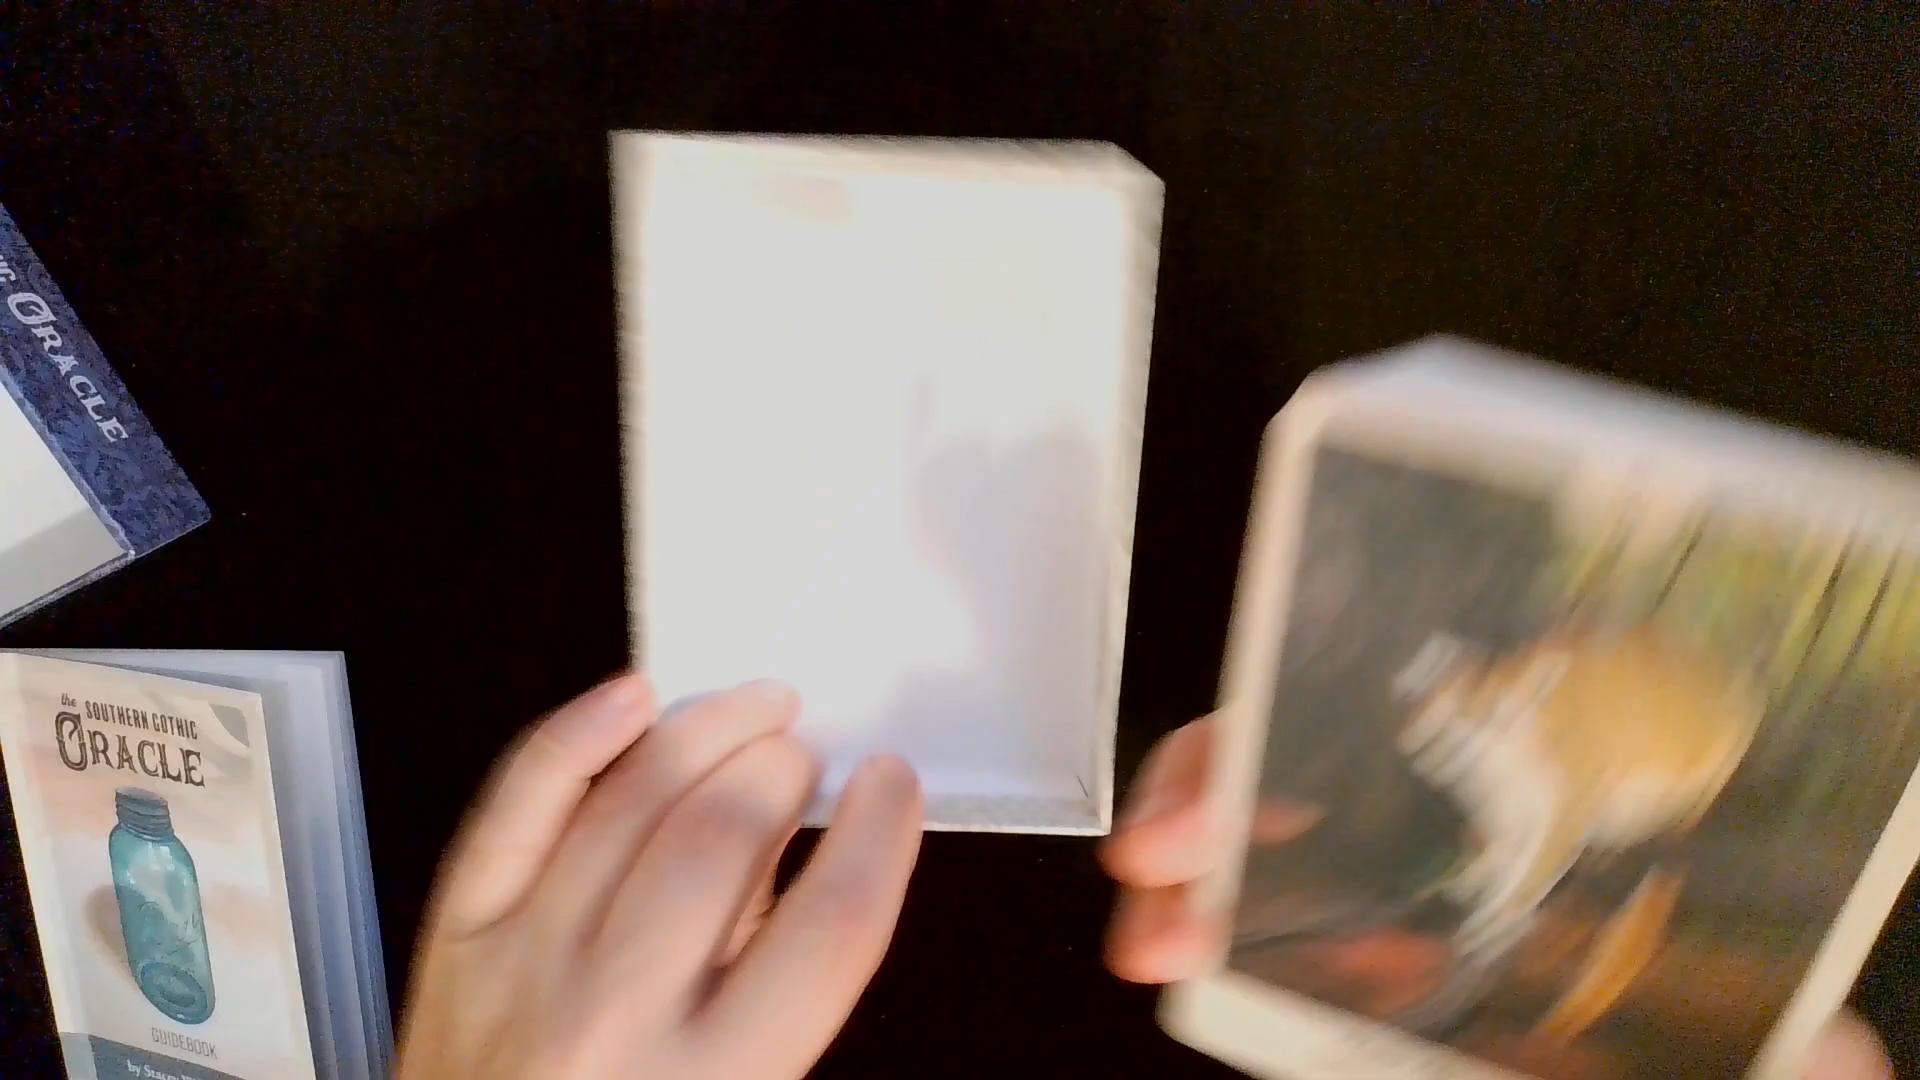 ORACLE
the SOUTHERN GOTHIC
ORACLE
GUIDEBOOK
by Stacey